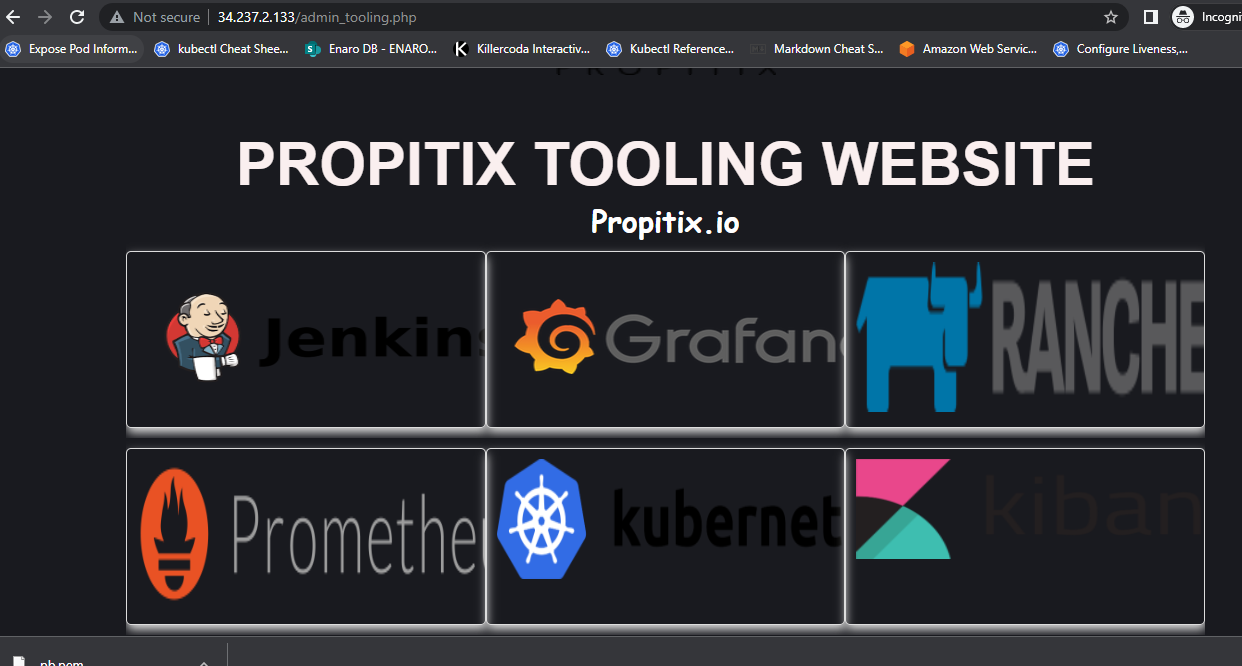 Not secure 34.237.2.133/admin_tooling.php Incogni
Expose Pod Inform... kubectl Cheat Shee... Enaro DB - ENARO... Killercoda Interactiv... Kubectl Reference... Markdown Cheat S... Amazon Web Servic... Configure Liveness,...
PROPITIX
PROPITIX TOOLING WEBSITE
Propitix.io
Jenkins Grafana RANCHE
Promethe kubernet kiban